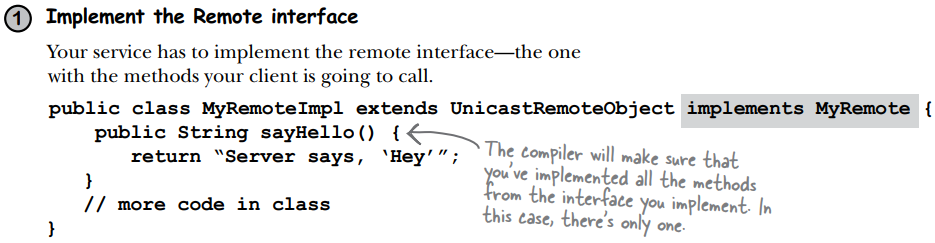 1 Implement the Remote interface
Your service has to implement the remote interface—the one
with the methods your client is going to call.
public class MyRemoteImpl extends UnicastRemoteObject implements MyRemote {
public String sayHello() {
return “Server says, ‘Hey’”;
}
// more code in class
}
The compiler will make sure that
you've implemented all the methods
from the interface you implement. In
this case, there's only one.